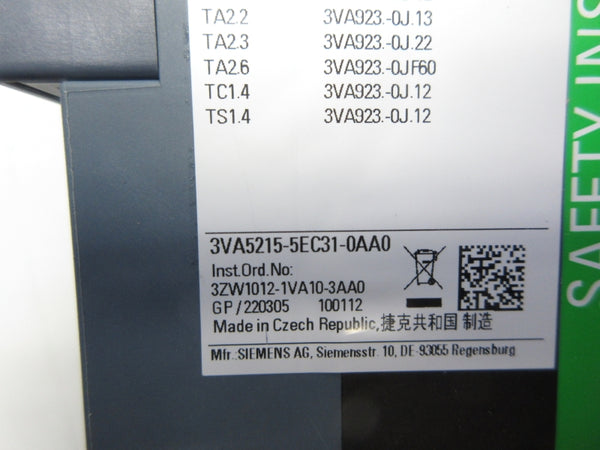 TA2.2 3VA923.-0J.13
TA2.3 3VA923.-0J.22
TA2.6 3VA923.-0JF60
TC1.4 3VA923.-0J.12
TS1.4 3VA923.-0J.12
3VA5215-5EC31-0AA0
Inst.Ord.No:
3ZW1012-1VA10-3AA0
GP/220305 100112
Made in Czech Republic,捷克共和国 制造
Mfr.:SIEMENS AG, Siemensstr. 10, DE-93055 Regensburg
SAFETY INS